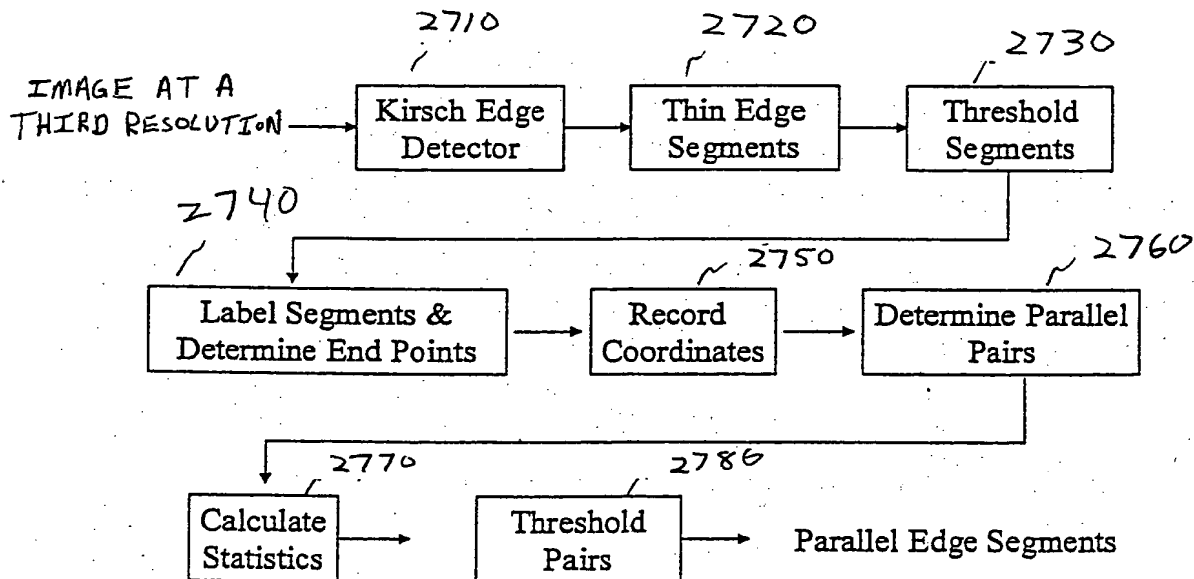 2710
2720
2730
IMAGE AT A
THIRD RESOLUTION
Kirsch Edge
Detector
Thin Edge
Segments
Threshold
Segments
2740
2750
2760
Label Segments &
Determine End Points
Record
Coordinates
Determine Parallel
Pairs
2770
2786
Calculate
Statistics
Threshold
Pairs
Parallel Edge Segments